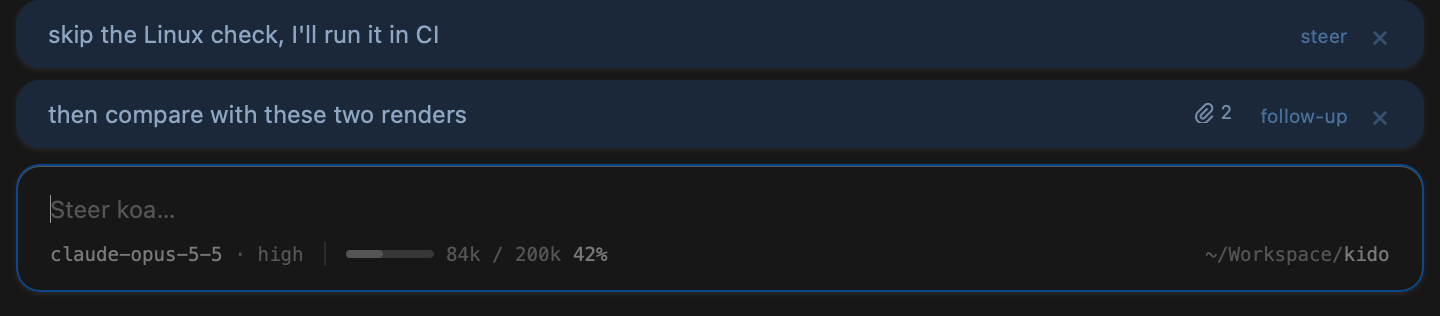 skip the Linux check, I'll run it in CI steer ×
then compare with these two renders 2 follow-up ×
Steer koa...
claude-opus-5-5 · high 84k / 200k 42% ~/Workspace/kido